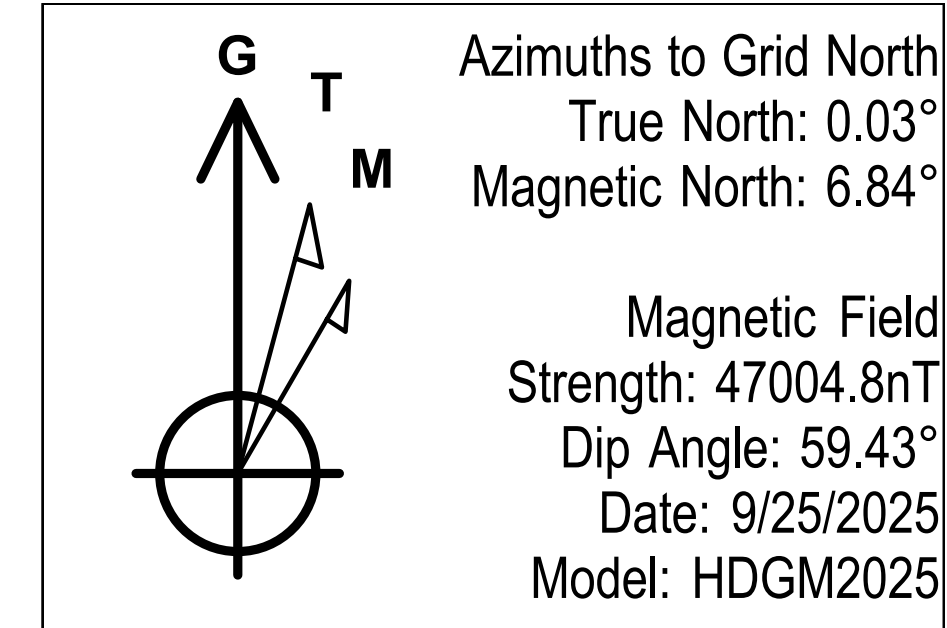 G
T
M
Azimuths to Grid North
True North: 0.03°
Magnetic North: 6.84°
Magnetic Field
Strength: 47004.8nT
Dip Angle: 59.43°
Date: 9/25/2025
Model: HDGM2025